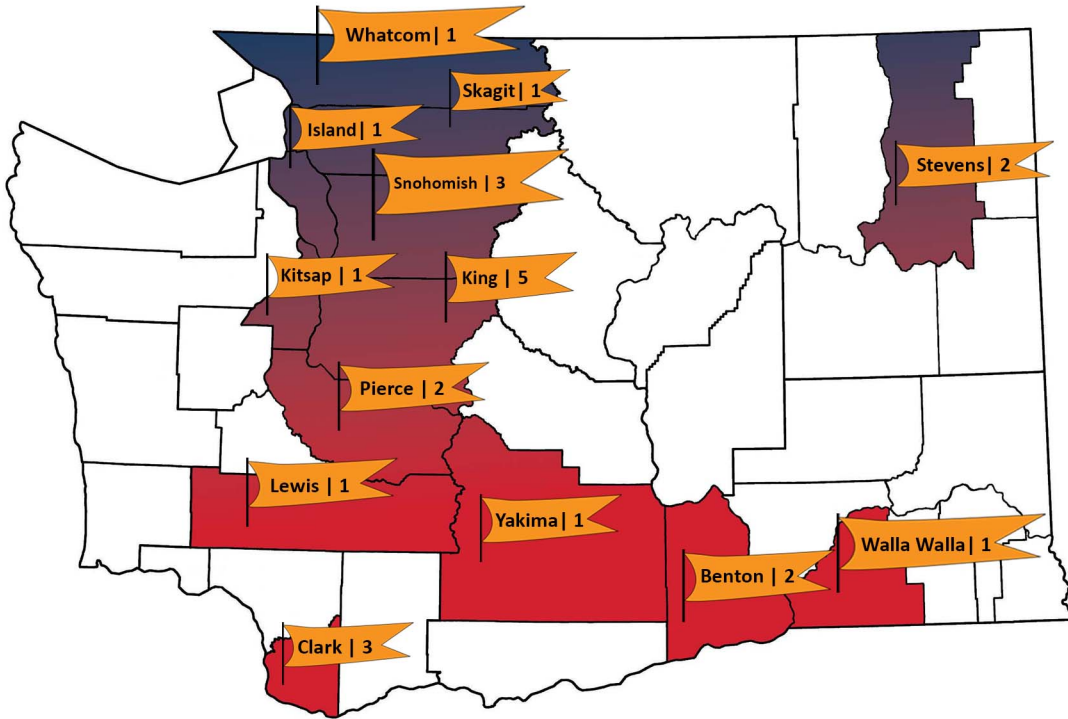 Whatcom| 1
Skagit| 1
Island| 1
Snohomish | 3
Stevens| 2
Kitsap | 1
King | 5
Pierce | 2
Lewis | 1
Yakima| 1
Walla Walla| 1
Benton | 2
Clark | 3